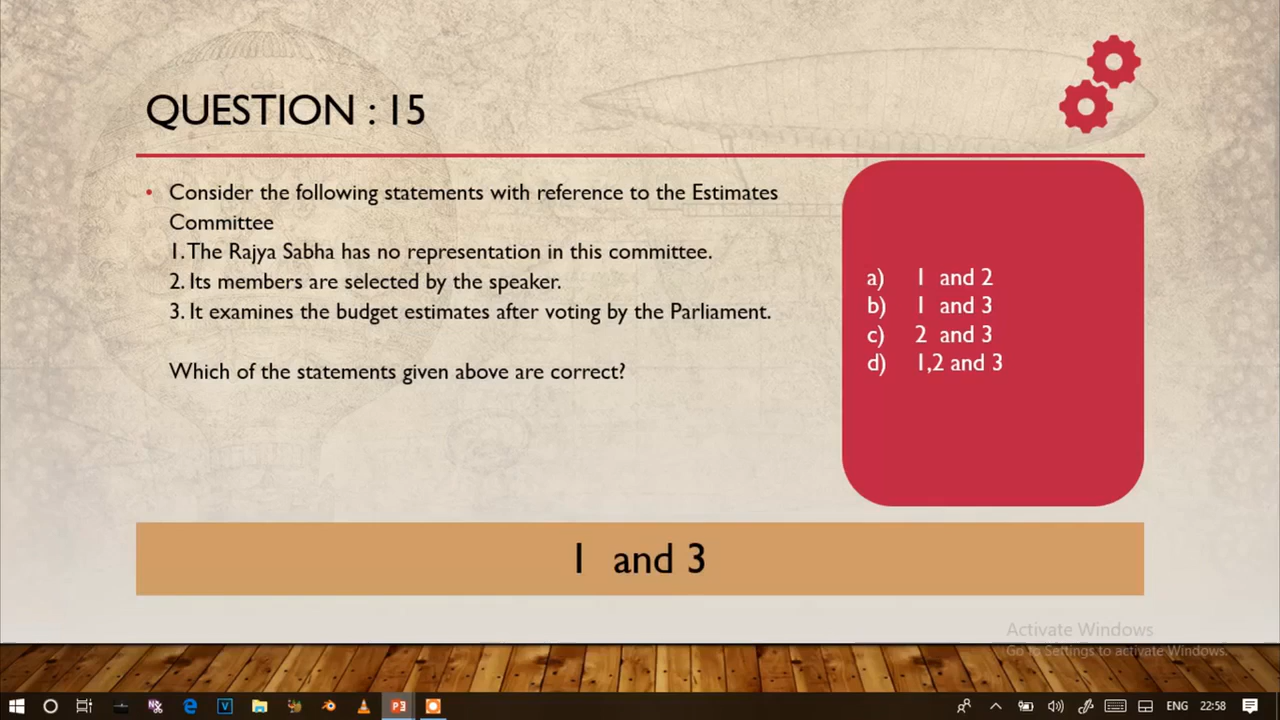 QUESTION : 15
• Consider the following statements with reference to the Estimates
Committee
1. The Rajya Sabha has no representation in this committee.
2. Its members are selected by the speaker.
3. It examines the budget estimates after voting by the Parliament.
Which of the statements given above are correct?
a) 1 and 2
b) 1 and 3
c) 2 and 3
d) 1,2 and 3
1 and 3
Activate Windows
Go to Settings to activate Windows.
ENG 22:58